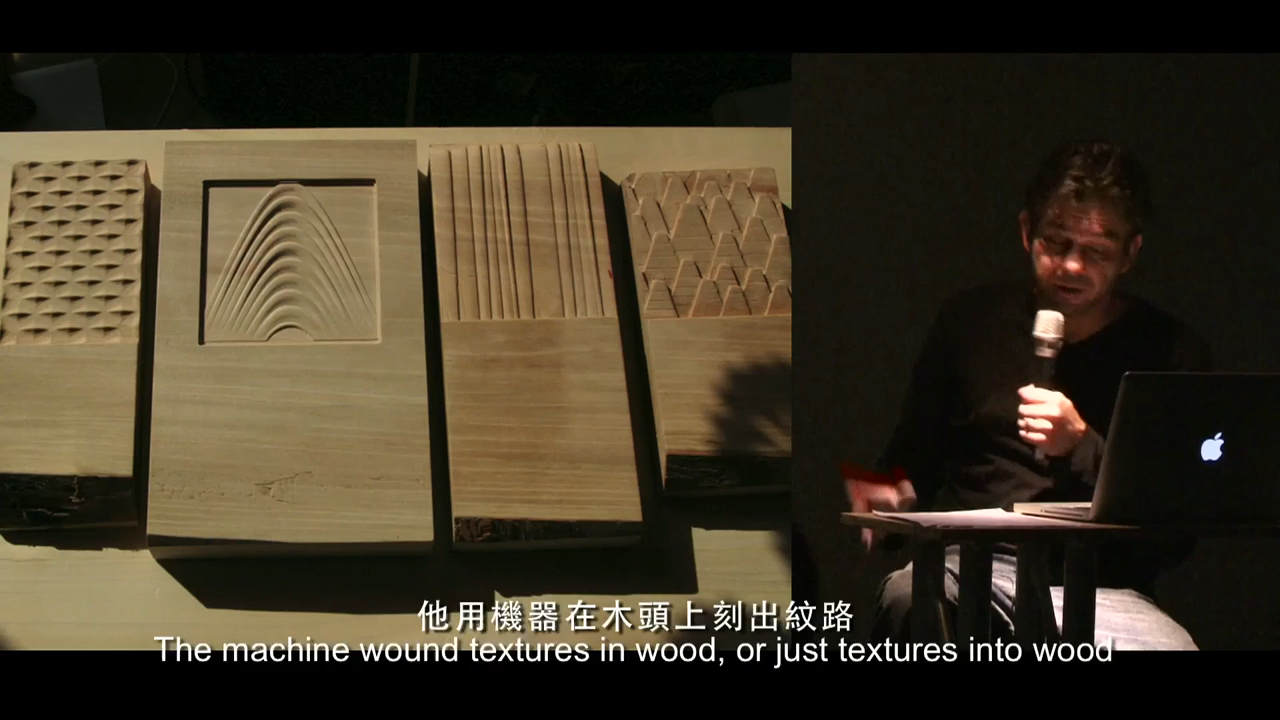 他用機器在木頭上刻出紋路
The machine wound textures in wood, or just textures into wood